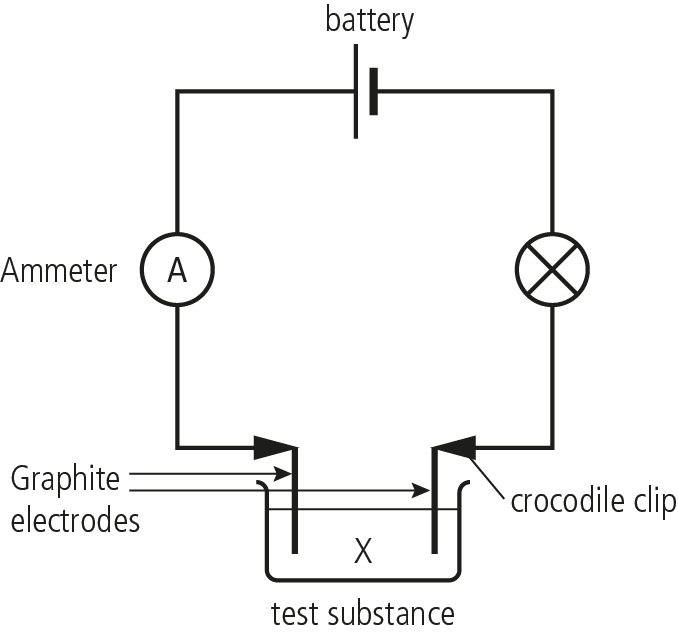 battery
Ammeter
A
Graphite
electrodes
crocodile clip
X
test substance